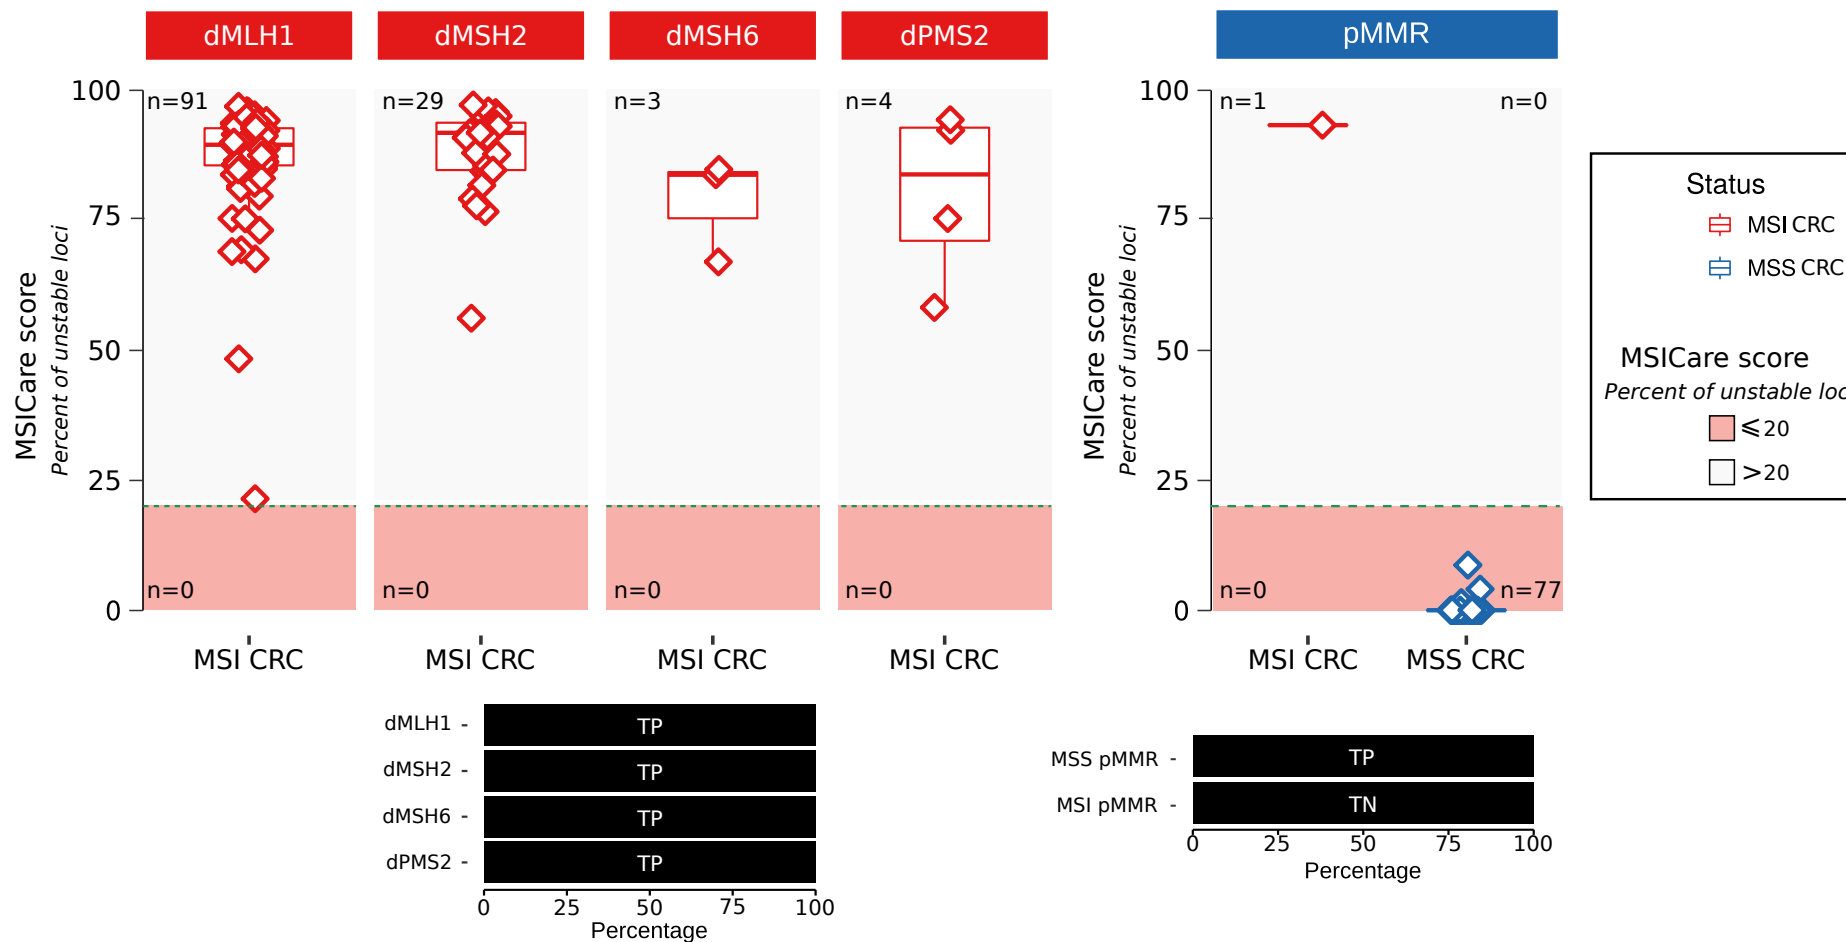 dMLH1 dMSH2 dMSH6 dPMS2 pMMR
100 n=91 n=29 n=3 n=4 100 n=1 n=0
75 75
50 50
25 25
0 n=0 n=0 n=0 n=0 0 n=0 n=77
MSICare score
Percent of unstable loci
MSICare score
Percent of unstable loci
MSI CRC MSI CRC MSI CRC MSI CRC MSI CRC MSS CRC
Status
MSI CRC
MSS CRC
MSICare score
Percent of unstable loc
⩽20
>20
dMLH1 - TP
dMSH2 - TP
dMSH6 - TP
dPMS2 - TP
0 25 50 75 100
Percentage
MSS pMMR - TP
MSI pMMR - TN
0 25 50 75 100
Percentage